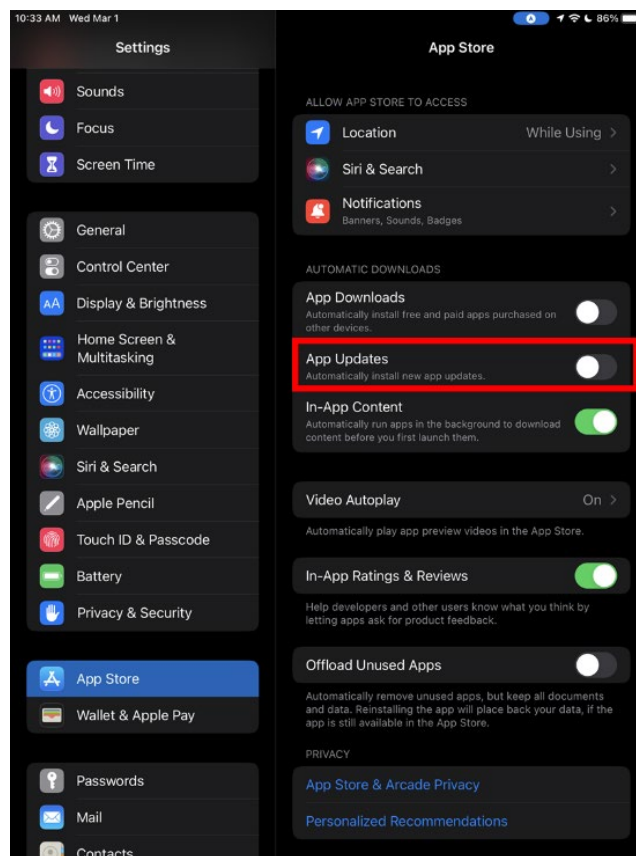 10:33 AM Wed Mar 1
86%
Settings
Sounds
Focus
Screen Time
General
Control Center
AA
Display & Brightness
Home Screen &
Multitasking
Accessibility
Wallpaper
Siri & Search
Apple Pencil
Touch ID & Passcode
Battery
Privacy & Security
App Store
Wallet & Apple Pay
Passwords
Mail
Contacts
App Store
ALLOW APP STORE TO ACCESS
Location While Using
Siri & Search
Notifications
Banners, Sounds, Badges
AUTOMATIC DOWNLOADS
App Downloads
Automatically install free and paid apps purchased on
other devices.
App Updates
Automatically install new app updates.
In-App Content
Automatically run apps in the background to download
content before you first launch them.
Video Autoplay On
Automatically play app preview videos in the App Store.
In-App Ratings & Reviews
Help developers and other users know what you think by
letting apps ask for product feedback.
Offload Unused Apps
Automatically remove unused apps, but keep all documents
and data. Reinstalling the app will place back your data, if the
app is still available in the App Store.
PRIVACY
App Store & Arcade Privacy
Personalized Recommendations